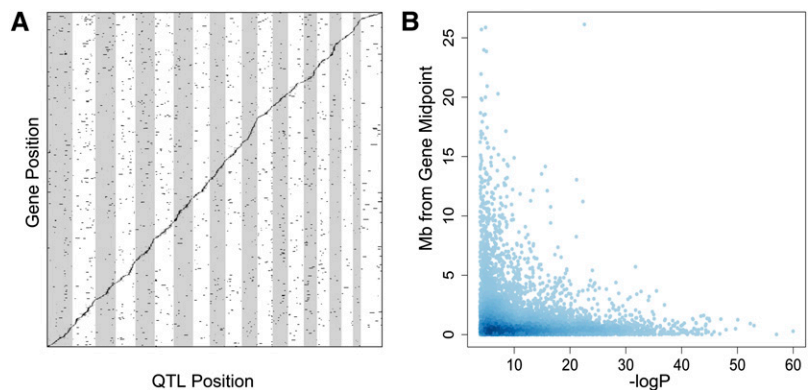 A
Gene Position
QTL Position
B
Mb from Gene Midpoint
25
20
15
10
5
0
10 20 30 40 50 60
-logP